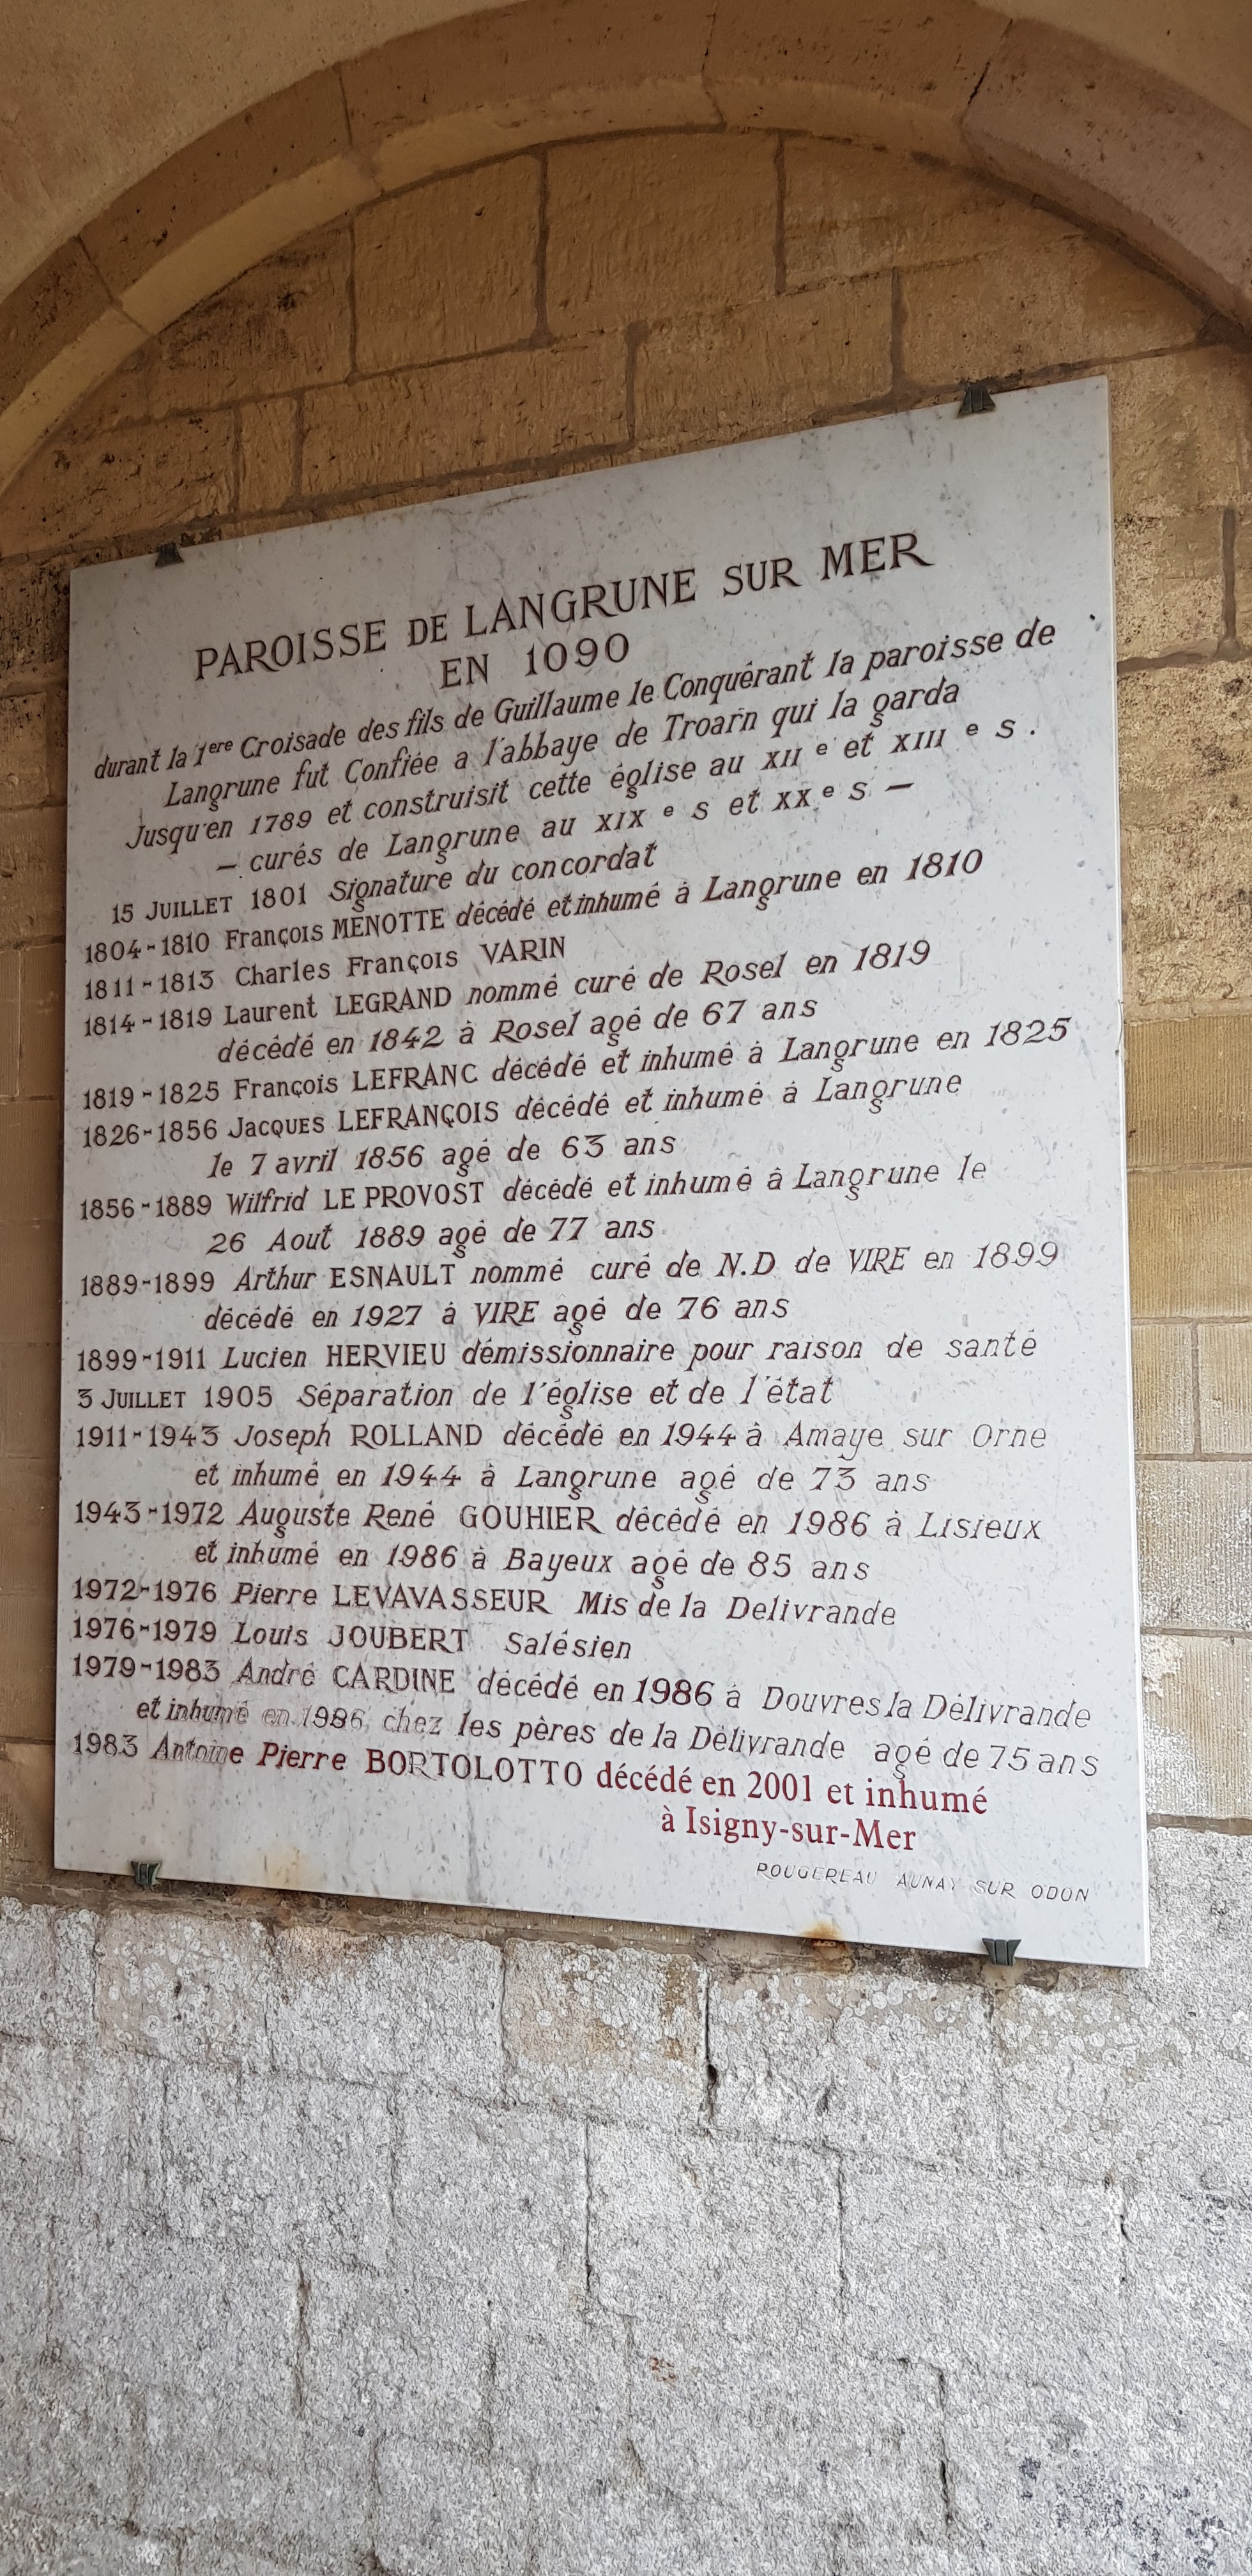 PAROISSE DE LANGRUNE SUR MER
EN 1090
durant la 1ere Croisade des fils de Guillaume le Conquérant la paroisse de
Langrune fut Confiée a l'abbaye de Troarn qui la garda
Jusqu'en 1789 et construisit cette église au XII e et XIII e s.
– curés de Langrune au XIX e s et XX e s –
15 JUILLET 1801 Signature du concordat
1804-1810 François MENOTTE décédé et inhumé à Langrune en 1810
1811-1813 Charles François VARIN
1814-1819 Laurent LEGRAND nommé curé de Rosel en 1819
décédé en 1842 à Rosel agé de 67 ans
1819-1825 François LEFRANC décédé et inhumé à Langrune en 1825
1826-1856 Jacques LEFRANÇOIS décédé et inhumé à Langrune
le 7 avril 1856 agé de 63 ans
1856-1889 Wilfrid LE PROVOST décédé et inhumé à Langrune le
26 Aout 1889 agé de 77 ans
1889-1899 Arthur ESNAULT nommé curé de N.D de VIRE en 1899
décédé en 1927 à VIRE agé de 76 ans
1899-1911 Lucien HERVIEU démissionnaire pour raison de santé
3 JUILLET 1905 Séparation de l'église et de l'état
1911-1943 Joseph ROLLAND décédé en 1944 à Amaye sur Orne
et inhumé en 1944 à Langrune agé de 73 ans
1943-1972 Auguste René GOUHIER décédé en 1986 à Lisieux
et inhumé en 1986 à Bayeux agé de 85 ans
1972-1976 Pierre LEVAVASSEUR Mis de la Delivrande
1976-1979 Louis JOUBERT Salésien
1979-1983 André CARDINE décédé en 1986 à Douvres la Délivrande
et inhumé en 1986 chez les pères de la Délivrande agé de 75 ans
1983 Antoine Pierre BORTOLOTTO décédé en 2001 et inhumé
à Isigny-sur-Mer
ROUGEREAU AUNAY SUR ODON